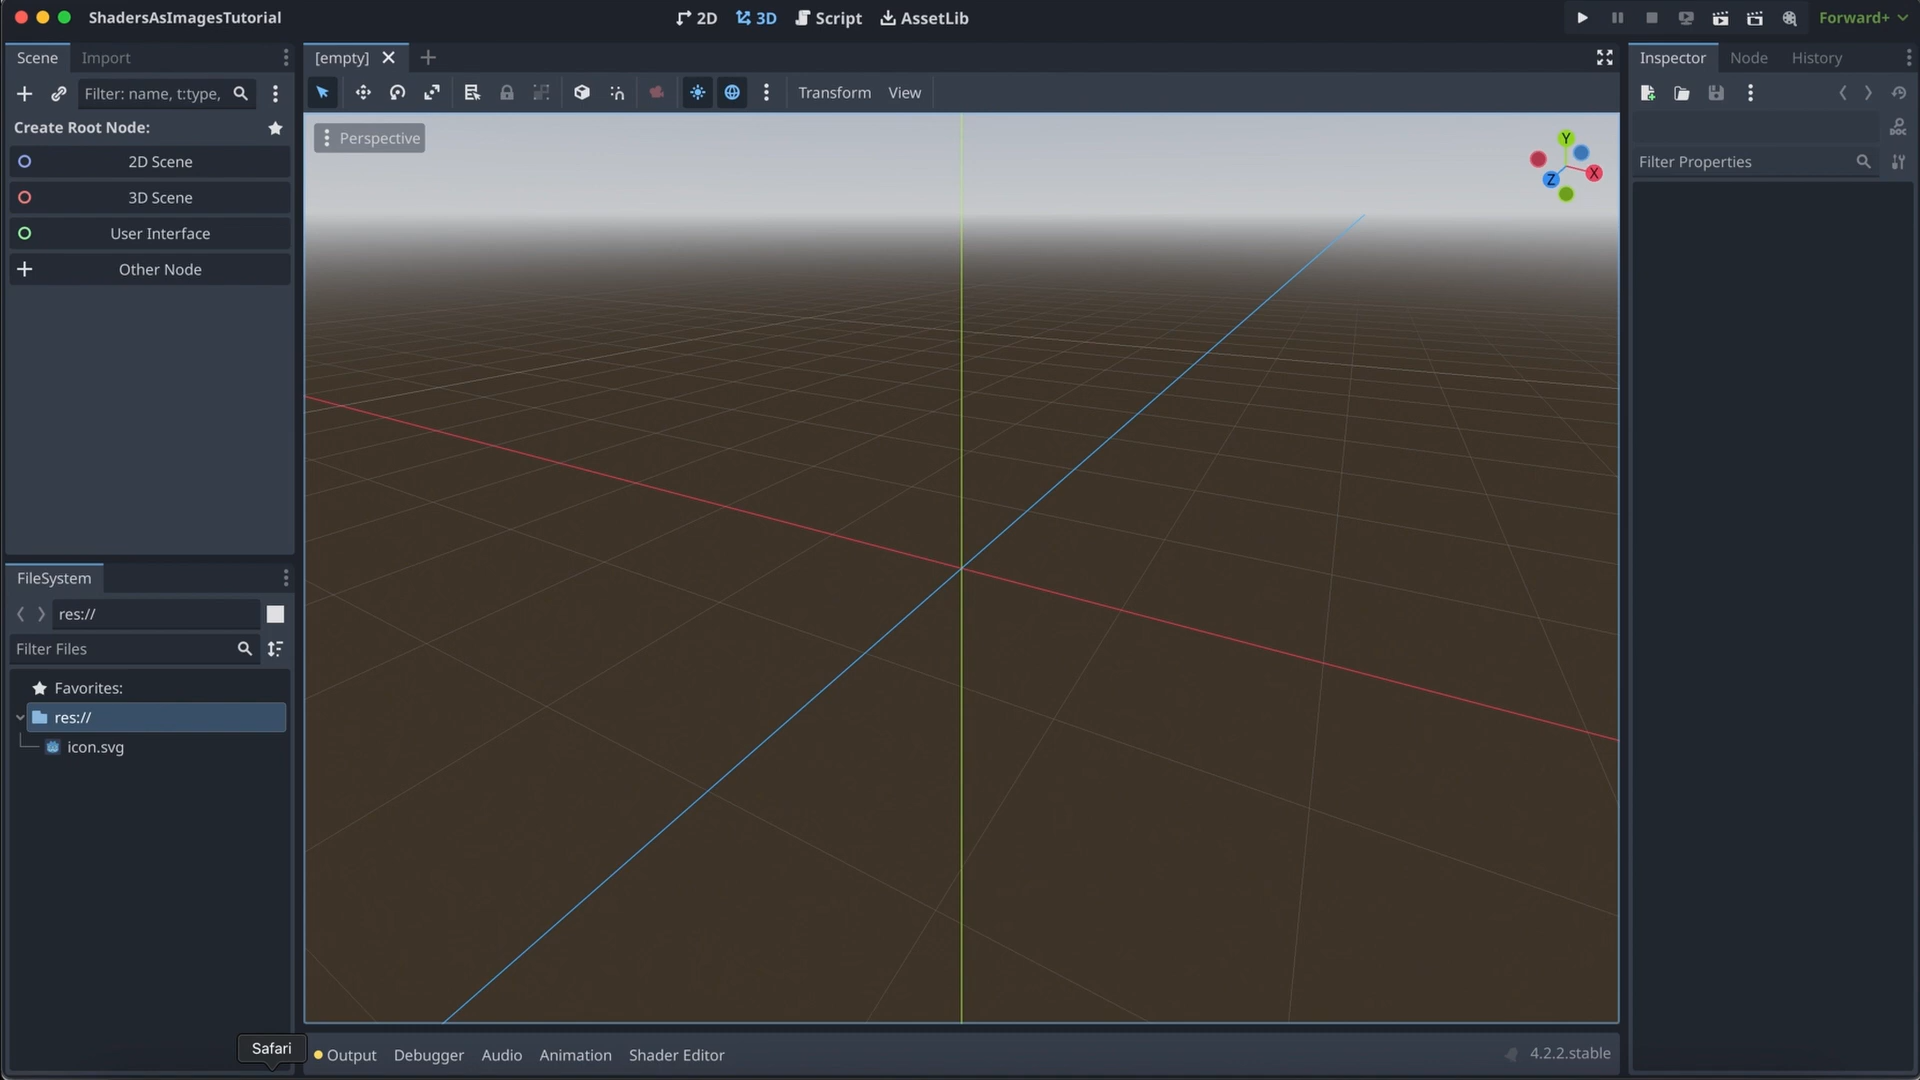 ShadersAsImagesTutorial
2D 3D Script AssetLib
Forward+
Scene Import
[empty]
Inspector Node History
Filter: name, t:type,
Transform View
Create Root Node:
Perspective
DOC
2D Scene
Filter Properties
3D Scene
User Interface
Other Node
Y
X
Z
FileSystem
res://
Filter Files
Favorites:
res://
icon.svg
Safari
Output Debugger Audio Animation Shader Editor
4.2.2.stable